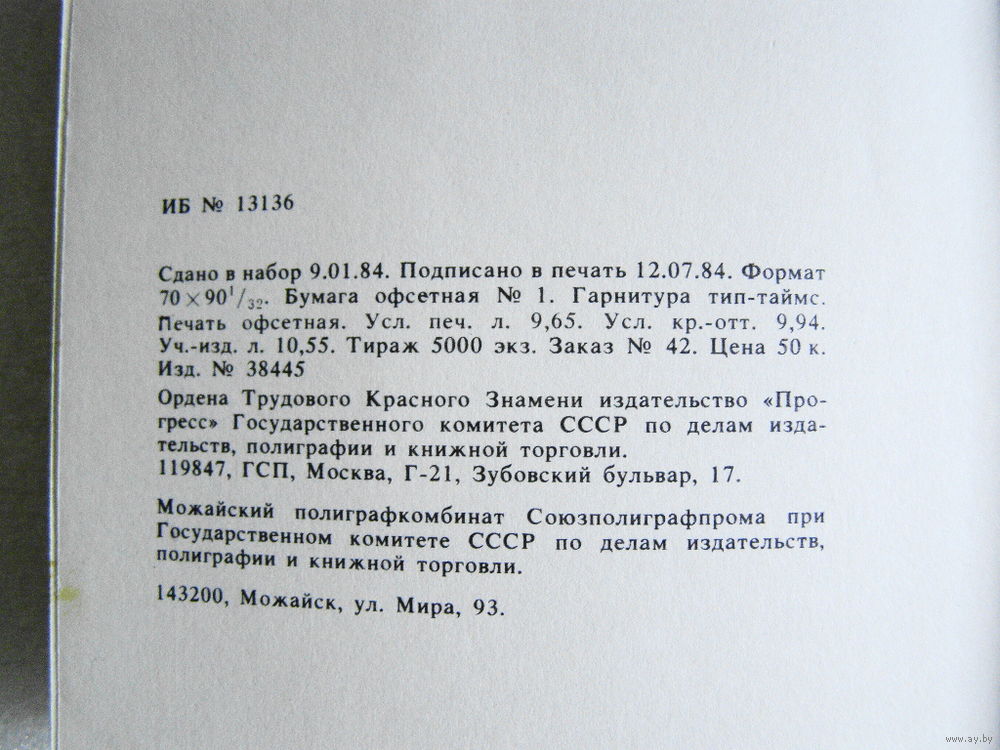 ИБ № 13136
Сдано в набор 9.01.84. Подписано в печать 12.07.84. Формат
70×90¹/₃₂. Бумага офсетная № 1. Гарнитура тип-таймс.
Печать офсетная. Усл. печ. л. 9,65. Усл. кр.-отт. 9,94.
Уч.-изд. л. 10,55. Тираж 5000 экз. Заказ № 42. Цена 50 к.
Изд. № 38445
Ордена Трудового Красного Знамени издательство «Про-
гресс» Государственного комитета СССР по делам изда-
тельств, полиграфии и книжной торговли.
119847, ГСП, Москва, Г-21, Зубовский бульвар, 17.
Можайский полиграфкомбинат Союзполиграфпрома при
Государственном комитете СССР по делам издательств,
полиграфии и книжной торговли.
143200, Можайск, ул. Мира, 93.
www.ay.by